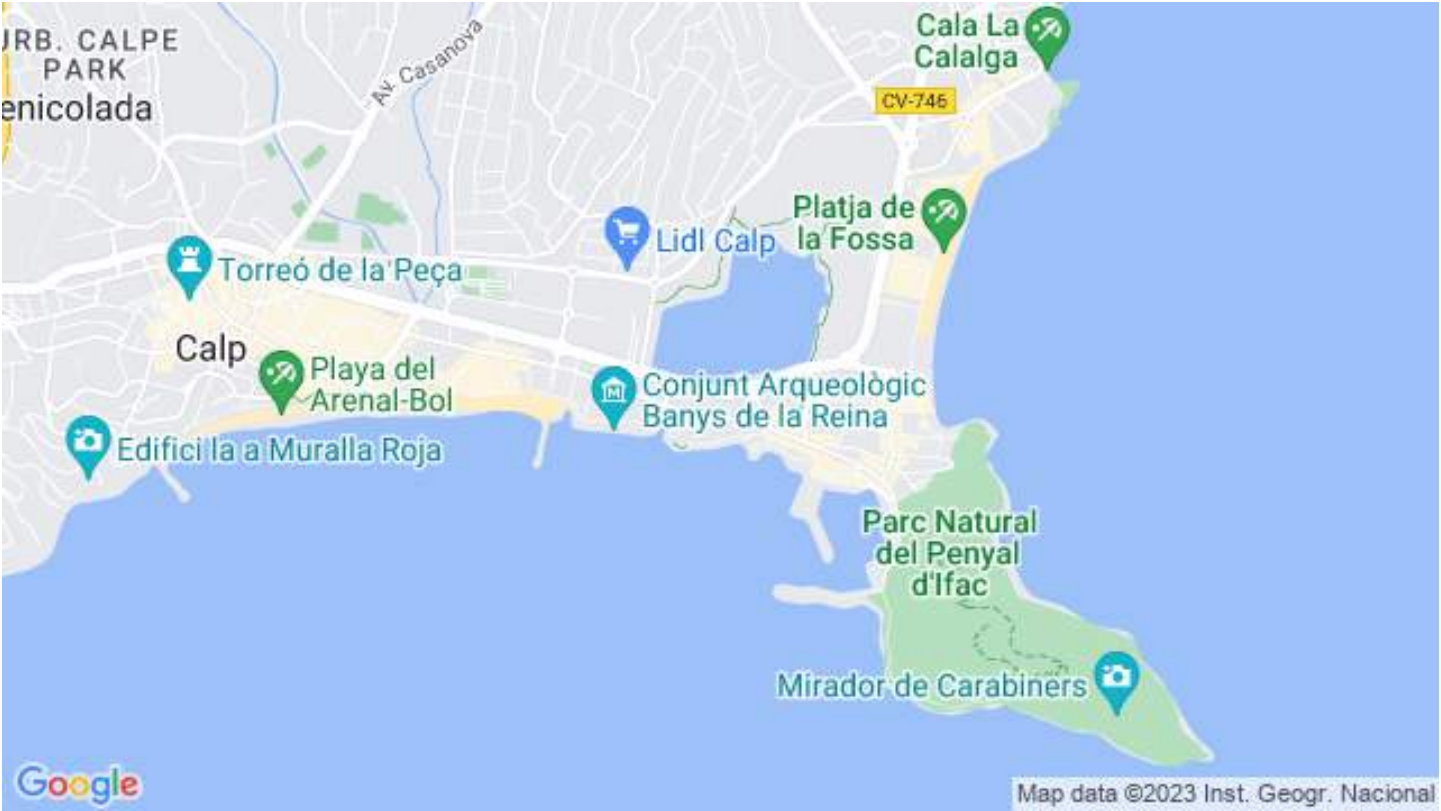 Cala La
Calalga
URB. CALPE
PARK
enicolada
Av. Casanova
CV-746
Platja de
la Fossa
Lidl Calp
Torreó de la Peça
Calp
Playa del
Arenal-Bol
Conjunt Arqueològic
Banys de la Reina
Edifici la a Muralla Roja
Parc Natural
del Penyal
d'Ifac
Mirador de Carabiners
Google
Map data ©2023 Inst. Geogr. Nacional